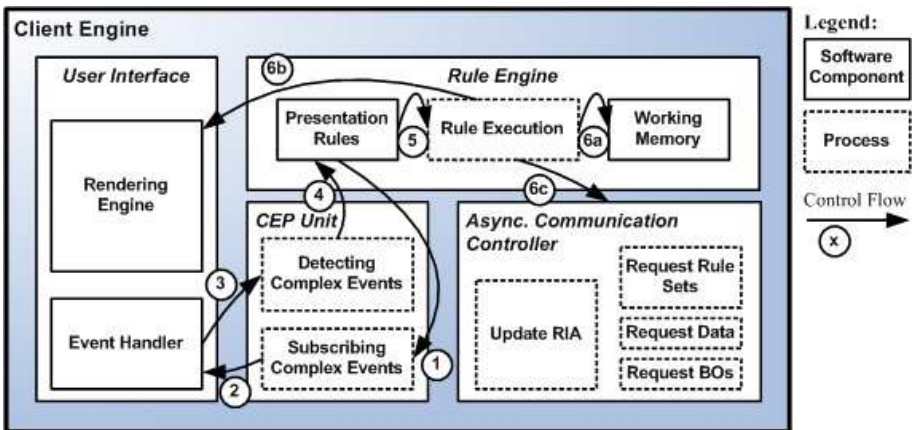 Client Engine
User Interface
Rendering
Engine
Event Handler
6b
Rule Engine
Presentation
Rules
5
Rule Execution
6a
Working
Memory
4
6c
3
CEP Unit
Detecting
Complex Events
Subscribing
Complex Events
1
2
Async. Communication
Controller
Update RIA
Request Rule
Sets
Request Data
Request BOs
Legend:
Software
Component
Process
Control Flow
x